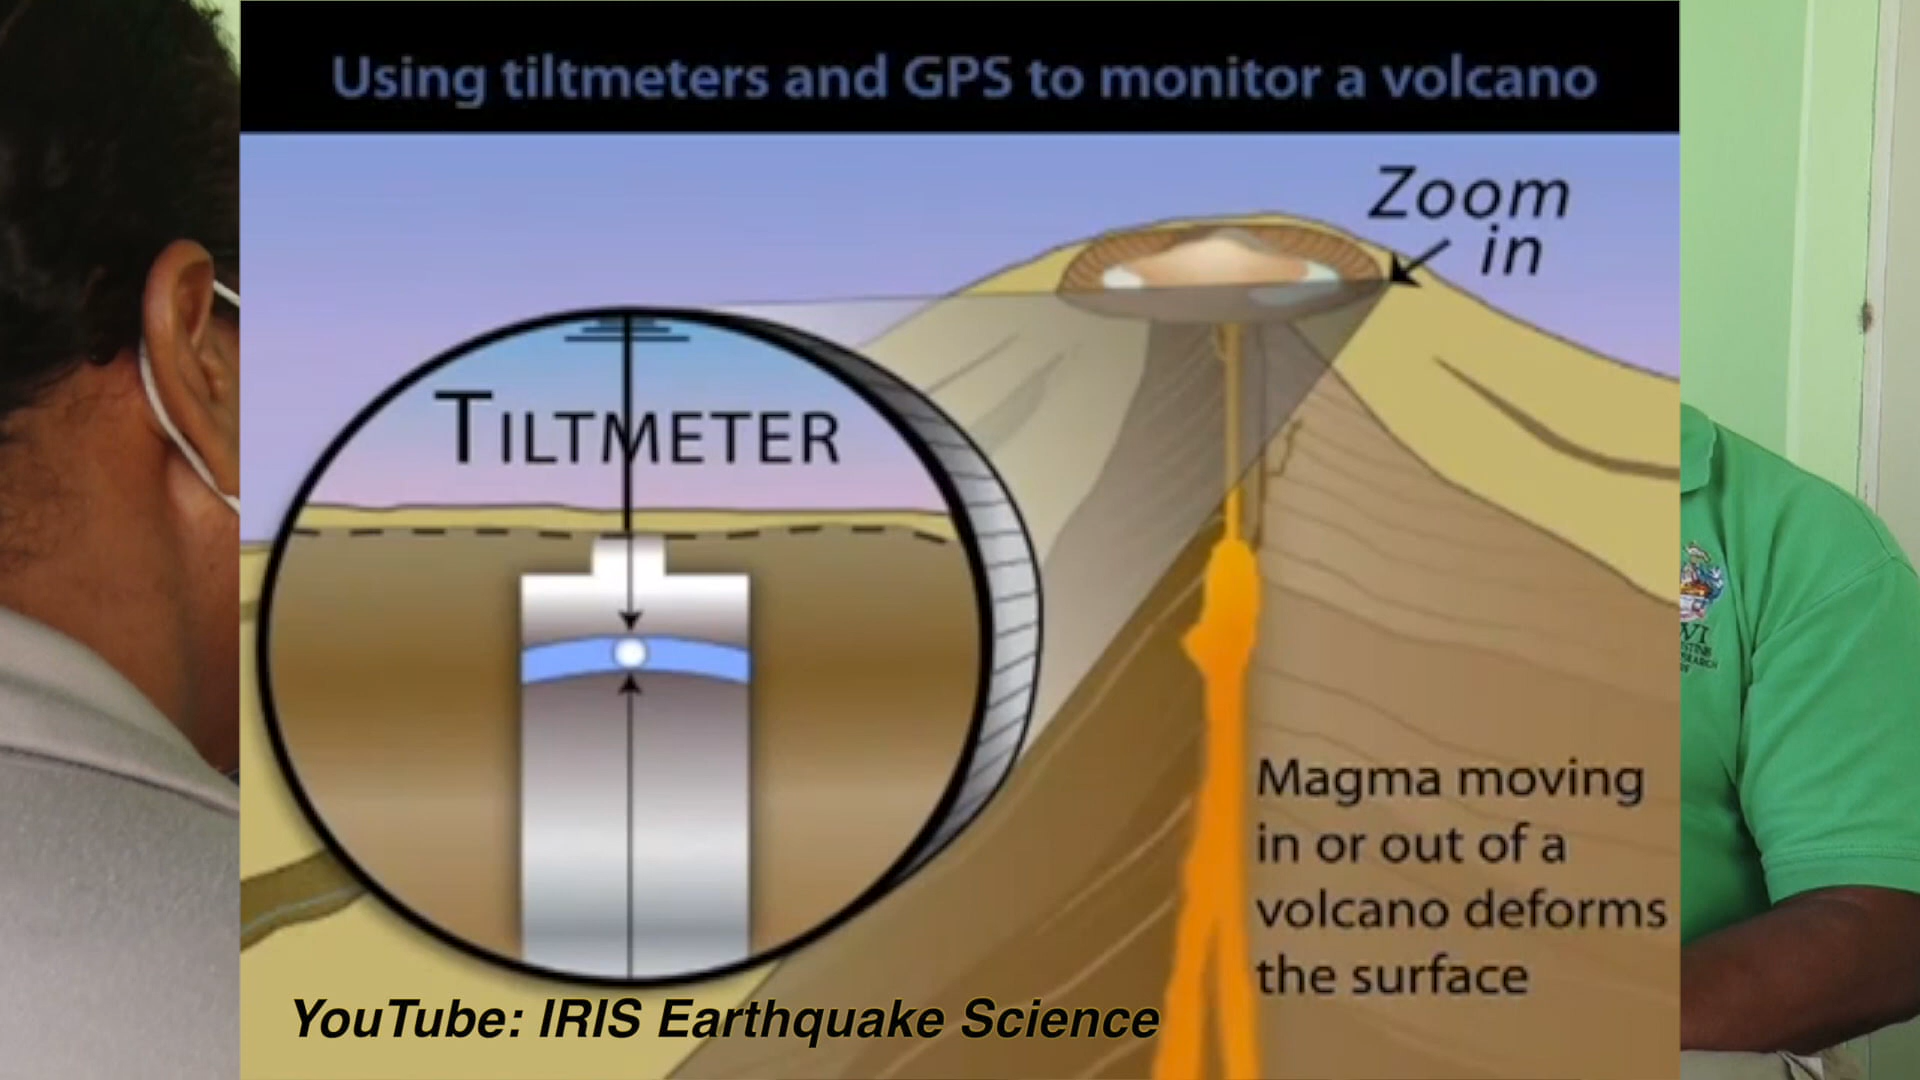 Using tiltmeters and GPS to monitor a volcano
Zoom
in
TILTMETER
Magma moving
in or out of a
volcano deforms
the surface
YouTube: IRIS Earthquake Science